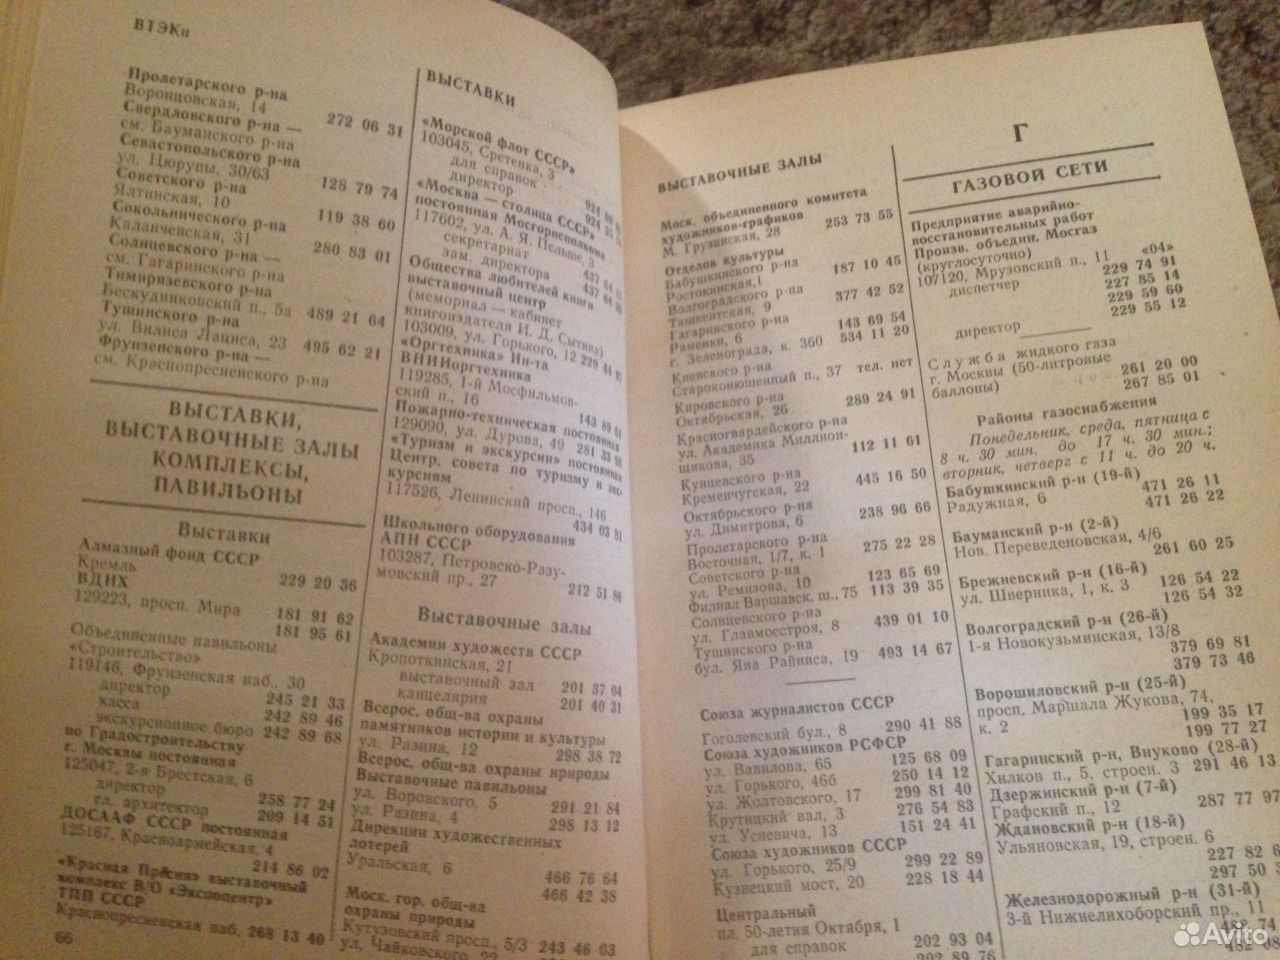 ВТЭКи
Пролетарского р-на
Воронцовская, 14
272 06 31
Свердловского р-на —
см. Бауманского р-на
Севастопольского р-на
ул. Цюрупы, 30/63
128 79 74
Советского р-на
Ялтинская, 10
119 38 60
Сокольнического р-на
Каланчевская, 31
280 83 01
Солнцевского р-на —
см. Гагаринского р-на
Тимирязевского р-на
Бескудниковский п., 5а 489 21 64
Тушинского р-на
ул. Вилиса Лациса, 23 495 62 21
Фрунзенского р-на —
см. Краснопресненского р-на
ВЫСТАВКИ,
ВЫСТАВОЧНЫЕ ЗАЛЫ
КОМПЛЕКСЫ,
ПАВИЛЬОНЫ
Выставки
Алмазный фонд СССР
Кремль 229 20 36
ВДНХ
129223, просп. Мира 181 91 62
181 95 61
Объединенные павильоны
«Строительство»
119146, Фрунзенская наб., 30
директор 245 21 33
касса 242 89 46
экскурсионное бюро 242 89 68
по Градостроительству
г. Москвы постоянная
125047, 2-я Брестская, 6
директор 258 77 24
гл. архитектор 209 14 51
ДОСААФ СССР постоянная
125167, Красноармейская, 4
214 86 02
«Красная Пресня» выставочный
комплекс В/О «Экспоцентр»
ТПП СССР
Краснопресненская наб. 268 13 40
66
ВЫСТАВКИ
«Морской флот СССР»
103045, Сретенка, 3
для справок
директор
«Москва — столица СССР»
постоянная Мосгорисполкома
117602, ул. А. Я. Пельше, 3
секретариат
зам. директора
Общества любителей книги
выставочный центр
(мемориал — кабинет
книгоиздателя И. Д. Сытина)
103009, ул. Горького, 12 229 44
«Оргтехника» Ин-та
ВНИИоргтехника
119285, 1-й Мосфильмов-
ский п., 16
143 89 61
Пожарно-техническая постоянная
129090, ул. Дурова, 49 281 33 98
«Туризм и экскурсии» постоянная
Центр. совета по туризму и экс-
курсиям
117526, Ленинский просп., 146
434 03 91
Школьного оборудования
АПН СССР
103287, Петровско-Разу-
мовский пр., 27 212 51 86
Выставочные залы
Академии художеств СССР
Кропоткинская, 21
выставочный зал 201 37 04
канцелярия 201 40 31
Всерос. общ-ва охраны
памятников истории и культуры
ул. Разина, 12 298 38 72
Всерос. общ-ва охраны природы
Выставочные павильоны
ул. Воровского, 5 291 21 84
ул. Разина, 4 298 13 12
Дирекции художественных
лотерей
Уральская, 6 466 76 64
466 42 38
Моск. гор. общ-ва
охраны природы
Кутузовский просп., 5/3 243 46 03
ул. Чайковского, 22
ВЫСТАВОЧНЫЕ ЗАЛЫ
Моск. объединенного комитета
художников-графиков
М. Грузинская, 28 253 73 55
Отделов культуры
Бабушкинского р-на
Ростокинская, 1 187 10 45
Волгоградского р-на
Ташкентская, 9 377 42 52
Гагаринского р-на
Раменки, 6 143 69 54
г. Зеленограда, к. 360 534 11 20
Киевского р-на
Староконюшенный п., 37 тел. нет
Кировского р-на
Октябрьская, 26 289 24 91
Красногвардейского р-на
ул. Академика Миллион-
щикова, 35 112 11 61
Кунцевского р-на
Кременчугская, 22 445 16 50
Октябрьского р-на
ул. Димитрова, 6 238 96 66
Пролетарского р-на
Восточная, 1/7, к. 1 275 22 28
Советского р-на
ул. Ремизова, 10 123 65 69
Филиал Варшавск. ш., 75 113 39 35
Солнцевского р-на
ул. Главмосстроя, 8 439 01 10
Тушинского р-на
бул. Яна Райниса, 19 493 14 67
Союза журналистов СССР
Гоголевский бул., 8 290 41 88
Союза художников РСФСР
ул. Вавилова, 65 125 68 09
ул. Горького, 46б 250 14 12
ул. Жолтовского, 17 299 81 40
Крутицкий вал, 3 276 54 83
ул. Усиевича, 13 151 24 41
Союза художников СССР
ул. Горького, 25/9 299 22 89
Кузнецкий мост, 20 228 18 44
Центральный
пл. 50-летия Октября, 1
для справок 202 93 04
202 89 76
Г
ГАЗОВОЙ СЕТИ
Предприятие аварийно-
восстановительных работ
Произв. объедин. Мосгаз
(круглосуточно) «04»
107120, Мрузовский п., 11
диспетчер 229 74 91
227 85 14
229 59 60
директор 229 55 12
Служба жидкого газа
г. Москвы (50-литровые
баллоны) 261 20 00
267 85 01
Районы газоснабжения
Понедельник, среда, пятница с
8 ч. 30 мин. до 17 ч. 30 мин.;
вторник, четверг с 11 ч. до 20 ч.
Бабушкинский р-н (19-й)
Радужная, 6 471 26 11
471 26 22
Бауманский р-н (2-й)
Нов. Переведеновская, 4/6
261 60 25
Брежневский р-н (16-й)
ул. Шверника, 1, к. 3 126 54 22
126 54 32
Волгоградский р-н (26-й)
1-я Новокузьминская, 13/8
379 69 81
379 73 46
Ворошиловский р-н (25-й)
просп. Маршала Жукова, 74,
к. 2 199 35 17
199 77 27
Гагаринский р-н, Внуково (28-й)
Хилков п., 5, строен. 3 291 46 13
Дзержинский р-н (7-й)
Графский п., 12 287 77 97
Ждановский р-н (18-й)
Ульяновская, 19, строен. 6
227 82
297 50
Железнодорожный р-н (31-й)
3-й Нижнелихоборский пр., 11
482 74
482 08
Avito